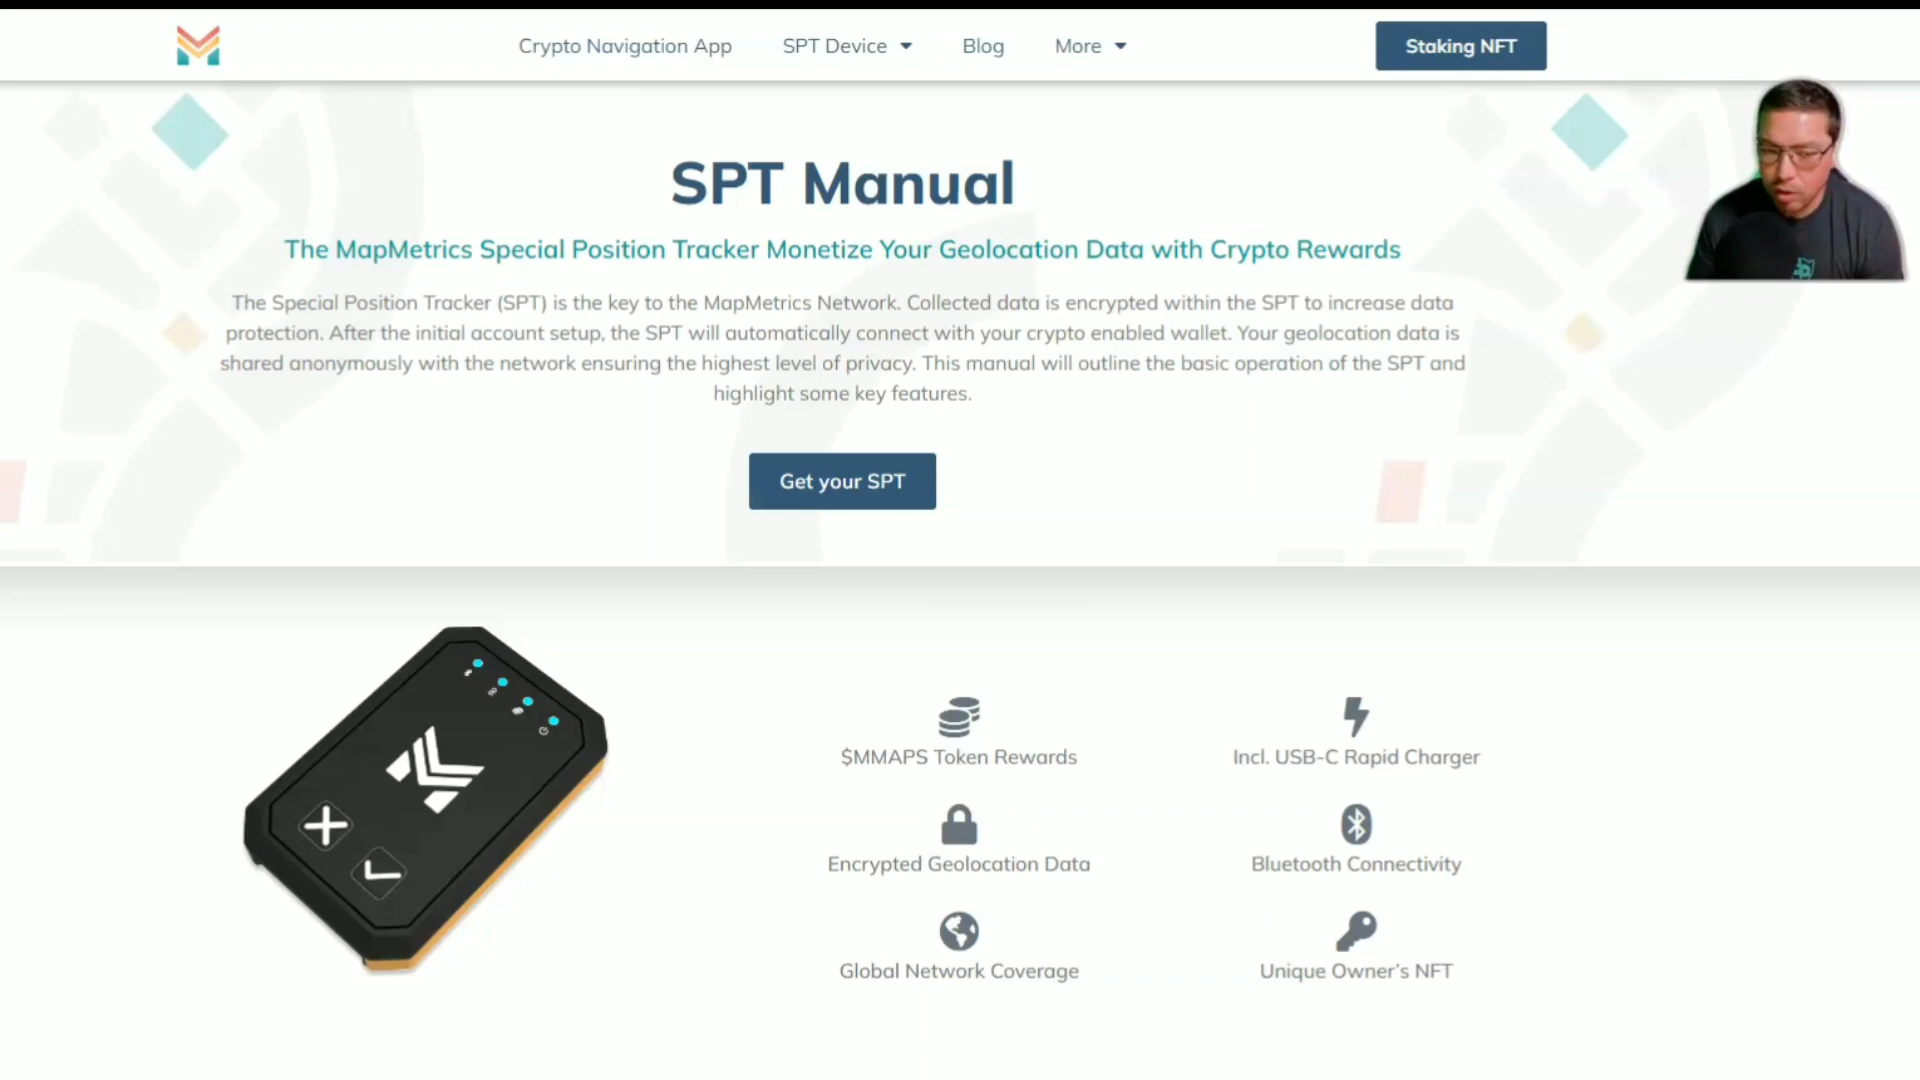 Crypto Navigation App SPT Device Blog More Staking NFT
SPT Manual
The MapMetrics Special Position Tracker Monetize Your Geolocation Data with Crypto Rewards
The Special Position Tracker (SPT) is the key to the MapMetrics Network. Collected data is encrypted within the SPT to increase data
protection. After the initial account setup, the SPT will automatically connect with your crypto enabled wallet. Your geolocation data is
shared anonymously with the network ensuring the highest level of privacy. This manual will outline the basic operation of the SPT and
highlight some key features.
Get your SPT
$MMAPS Token Rewards
Incl. USB-C Rapid Charger
Encrypted Geolocation Data
Bluetooth Connectivity
Global Network Coverage
Unique Owner’s NFT